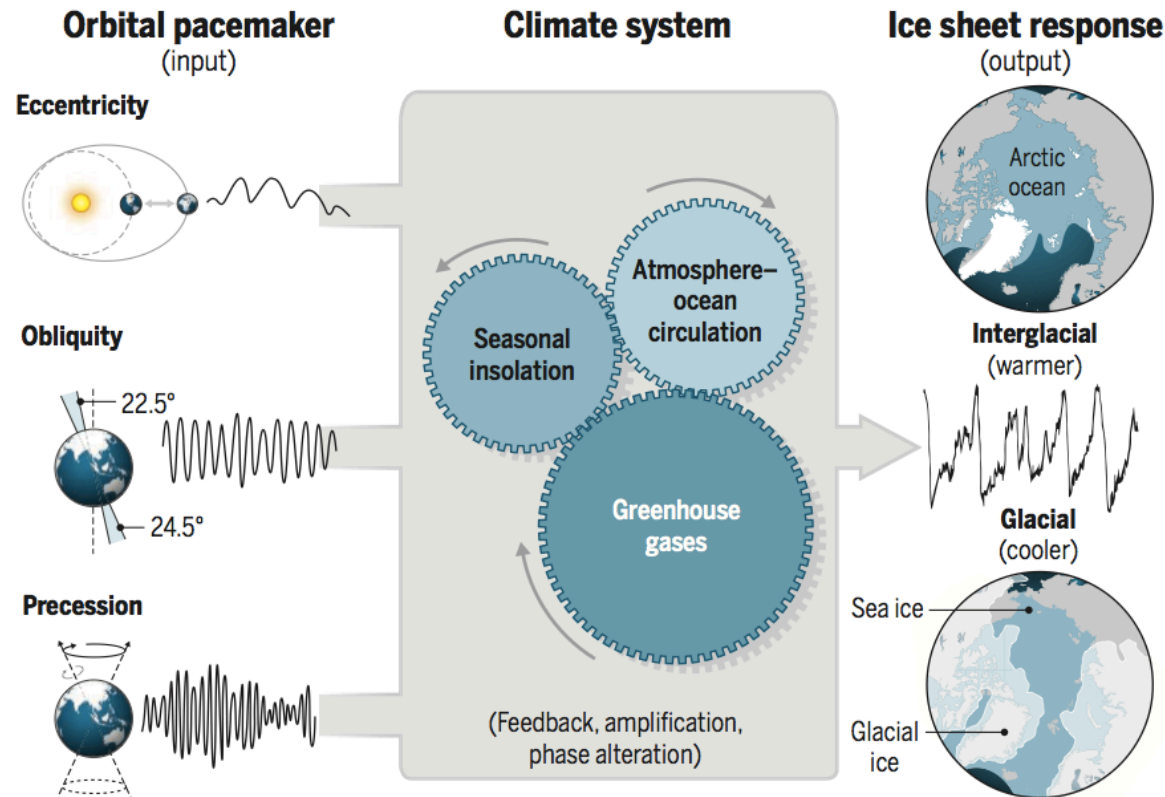 Orbital pacemaker
(input)
Eccentricity
Obliquity
22.5°
24.5°
Precession
Climate system
Seasonal
insolation
Atmosphere–
ocean
circulation
Greenhouse
gases
(Feedback, amplification,
phase alteration)
Ice sheet response
(output)
Arctic
ocean
Interglacial
(warmer)
Glacial
(cooler)
Sea ice
Glacial
ice